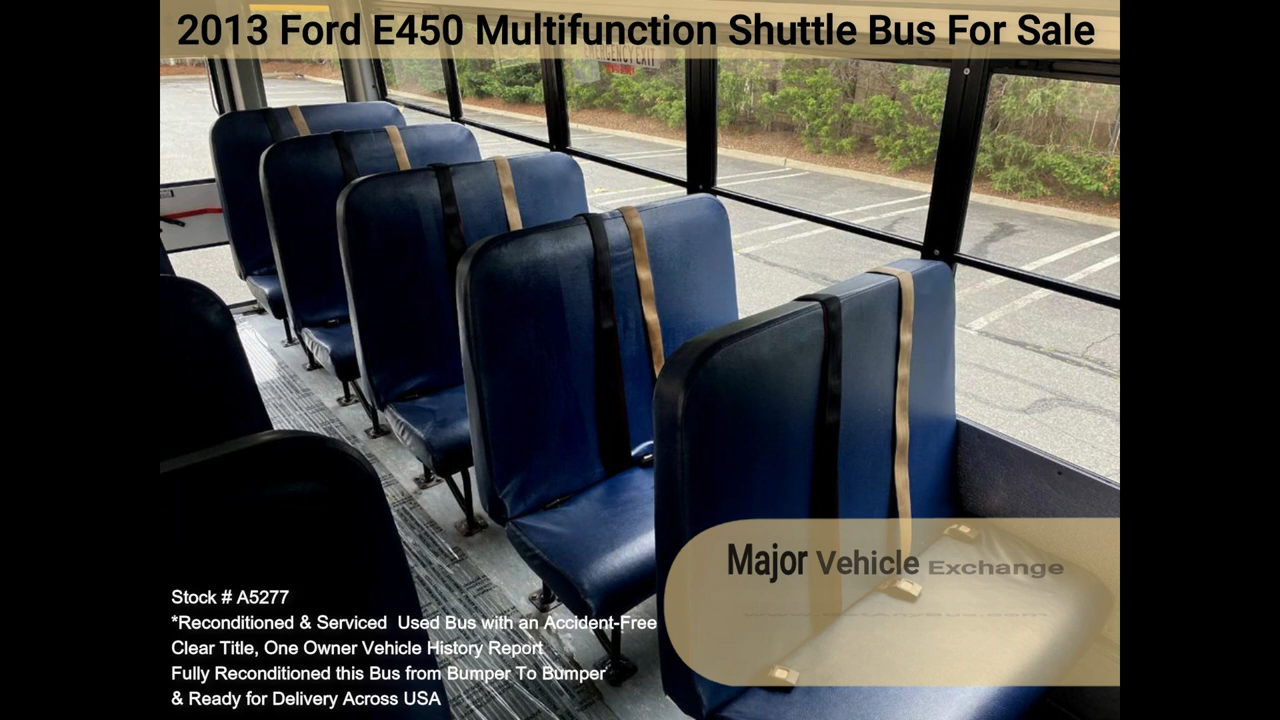 2013 Ford E450 Multifunction Shuttle Bus For Sale
EMERGENCY EXIT
Major Vehicle Exchange
Stock # A5277
*Reconditioned & Serviced Used Bus with an Accident-Free
Clear Title, One Owner Vehicle History Report
Fully Reconditioned this Bus from Bumper To Bumper
& Ready for Delivery Across USA